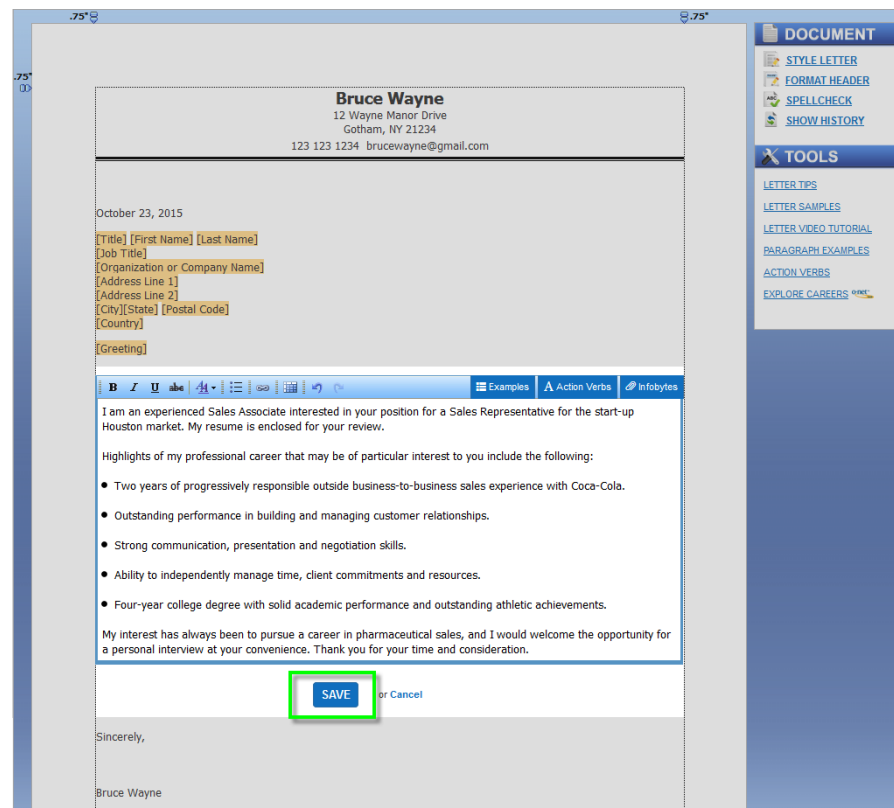 .75"
.75"
.75"
Bruce Wayne
12 Wayne Manor Drive
Gotham, NY 21234
123 123 1234 brucewayne@gmail.com
October 23, 2015
[Title] [First Name] [Last Name]
[Job Title]
[Organization or Company Name]
[Address Line 1]
[Address Line 2]
[City][State] [Postal Code]
[Country]
[Greeting]
B I U abc A Examples A Action Verbs Infobytes
I am an experienced Sales Associate interested in your position for a Sales Representative for the start-up
Houston market. My resume is enclosed for your review.
Highlights of my professional career that may be of particular interest to you include the following:
• Two years of progressively responsible outside business-to-business sales experience with Coca-Cola.
• Outstanding performance in building and managing customer relationships.
• Strong communication, presentation and negotiation skills.
• Ability to independently manage time, client commitments and resources.
• Four-year college degree with solid academic performance and outstanding athletic achievements.
My interest has always been to pursue a career in pharmaceutical sales, and I would welcome the opportunity for
a personal interview at your convenience. Thank you for your time and consideration.
SAVE or Cancel
Sincerely,
Bruce Wayne
DOCUMENT
STYLE LETTER
FORMAT HEADER
ABC SPELLCHECK
SHOW HISTORY
TOOLS
LETTER TIPS
LETTER SAMPLES
LETTER VIDEO TUTORIAL
PARAGRAPH EXAMPLES
ACTION VERBS
EXPLORE CAREERS o*net